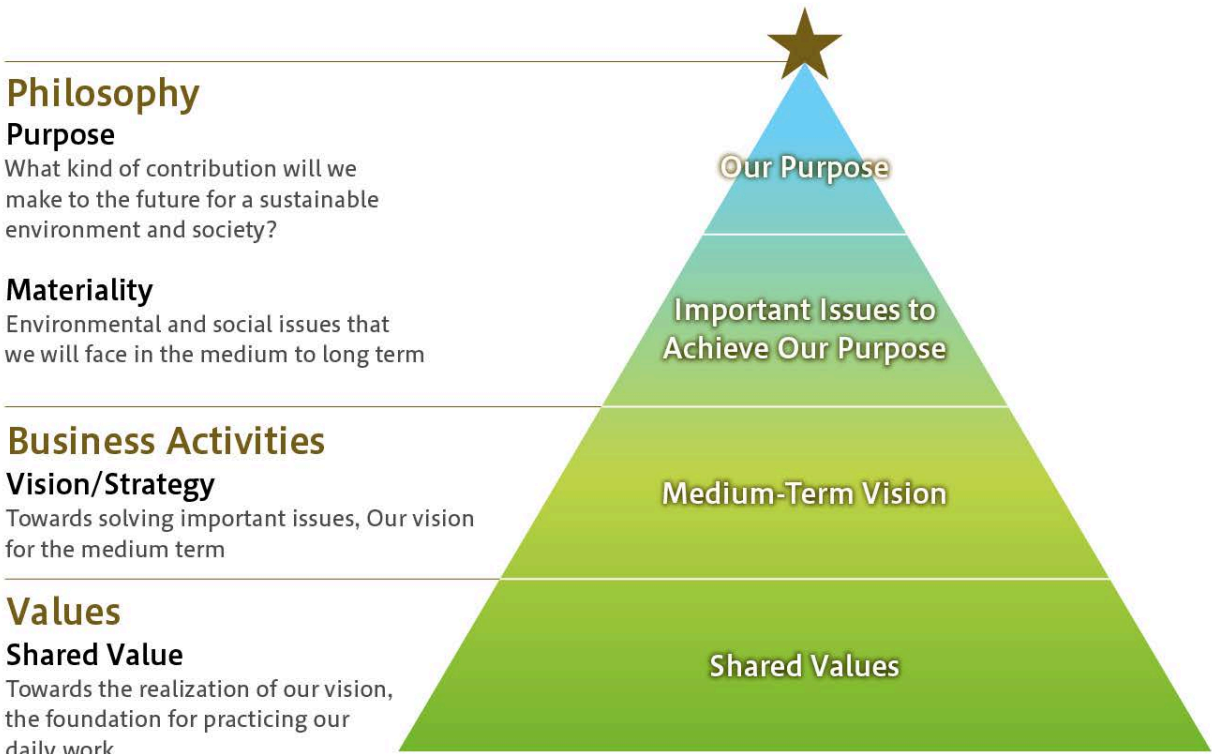 Philosophy
Purpose
What kind of contribution will we
make to the future for a sustainable
environment and society?
Materiality
Environmental and social issues that
we will face in the medium to long term
Business Activities
Vision/Strategy
Towards solving important issues, Our vision
for the medium term
Values
Shared Value
Towards the realization of our vision,
the foundation for practicing our
daily work
Our Purpose
Important Issues to
Achieve Our Purpose
Medium-Term Vision
Shared Values